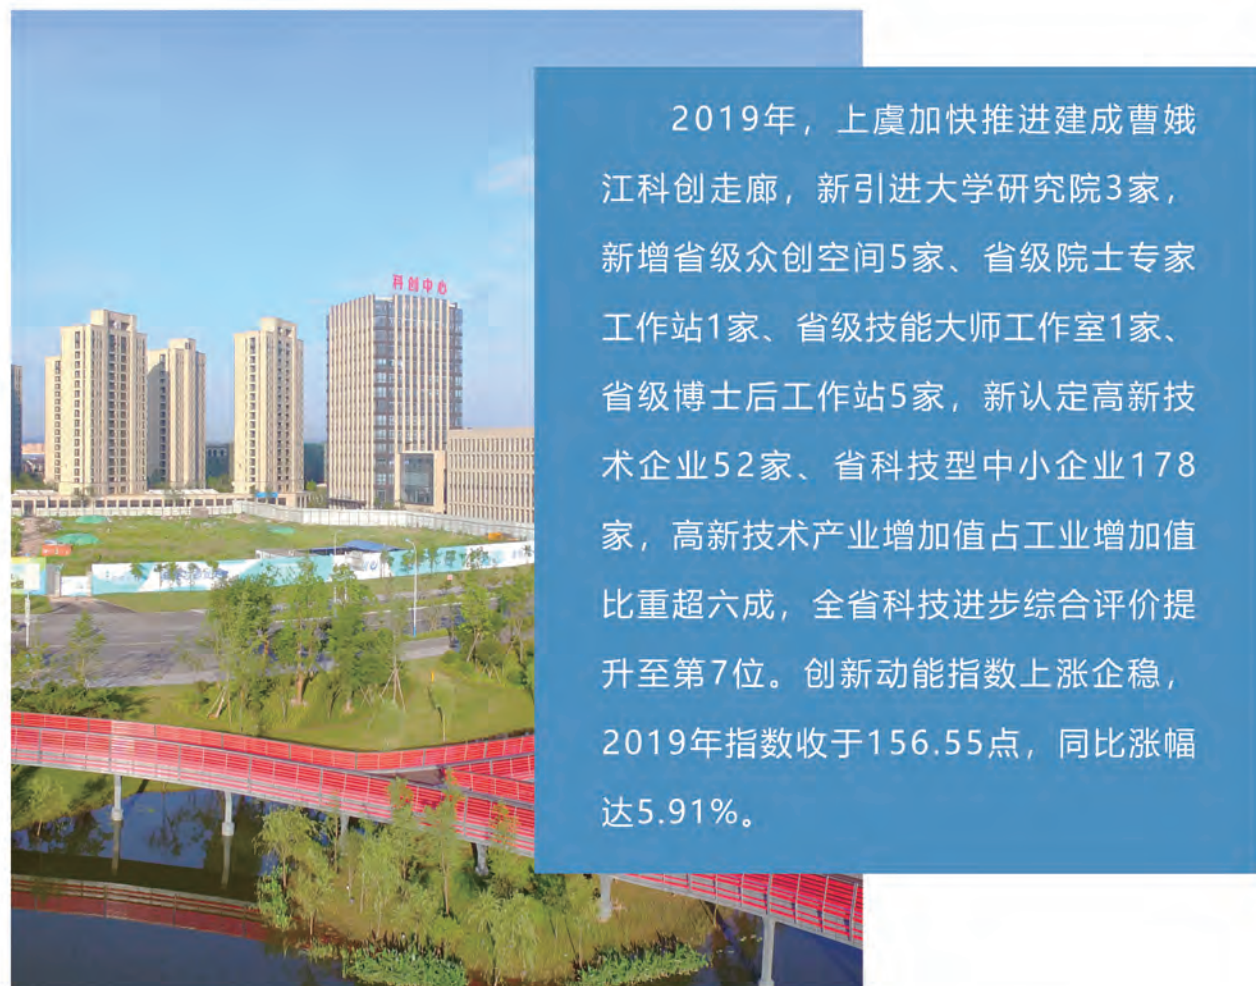 科创中心
2019年，上虞加快推进建成曹娥
江科创走廊，新引进大学研究院3家，
新增省级众创空间5家、省级院士专家
工作站1家、省级技能大师工作室1家、
省级博士后工作站5家，新认定高新技
术企业52家、省科技型中小企业178
家，高新技术产业增加值占工业增加值
比重超六成，全省科技进步综合评价提
升至第7位。创新动能指数上涨企稳，
2019年指数收于156.55点，同比涨幅
达5.91%。